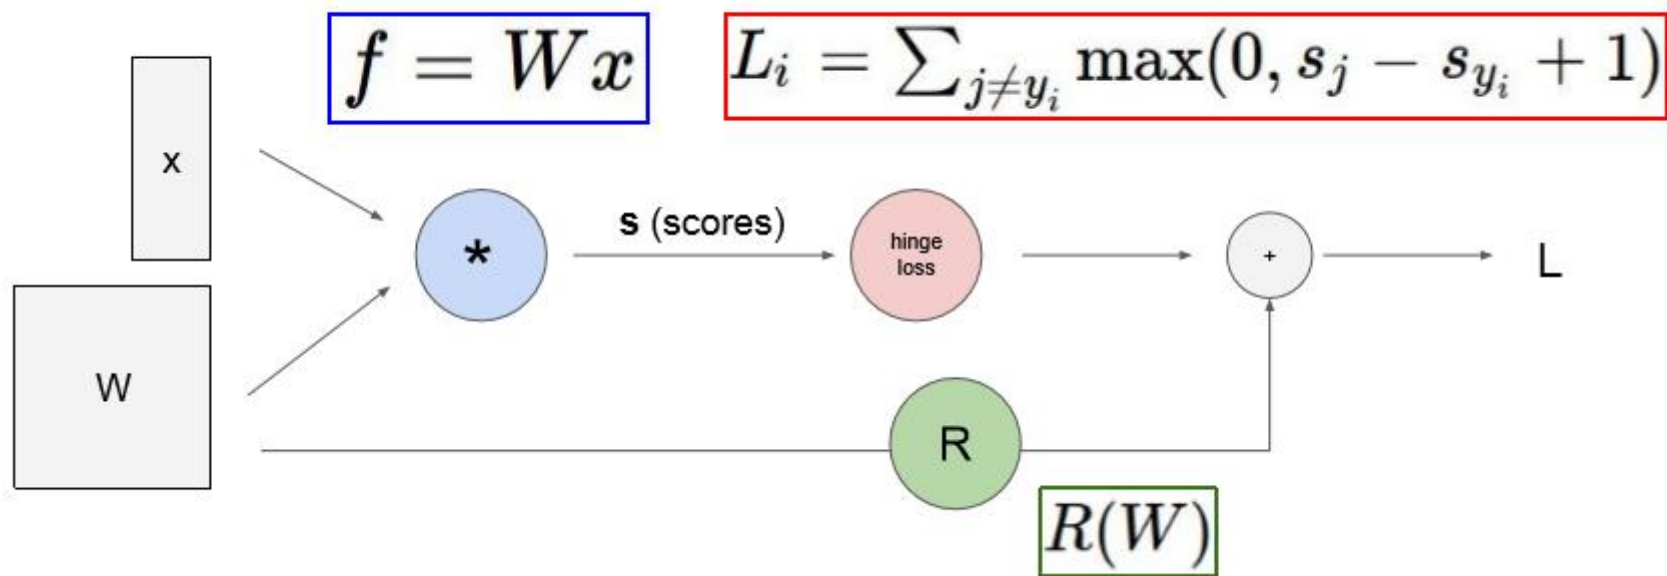 f = Wx
L_i = ∑_{j≠y_i} max(0, s_j − s_{y_i} + 1)
x
*
s (scores)
hinge
loss
+
L
W
R
R(W)